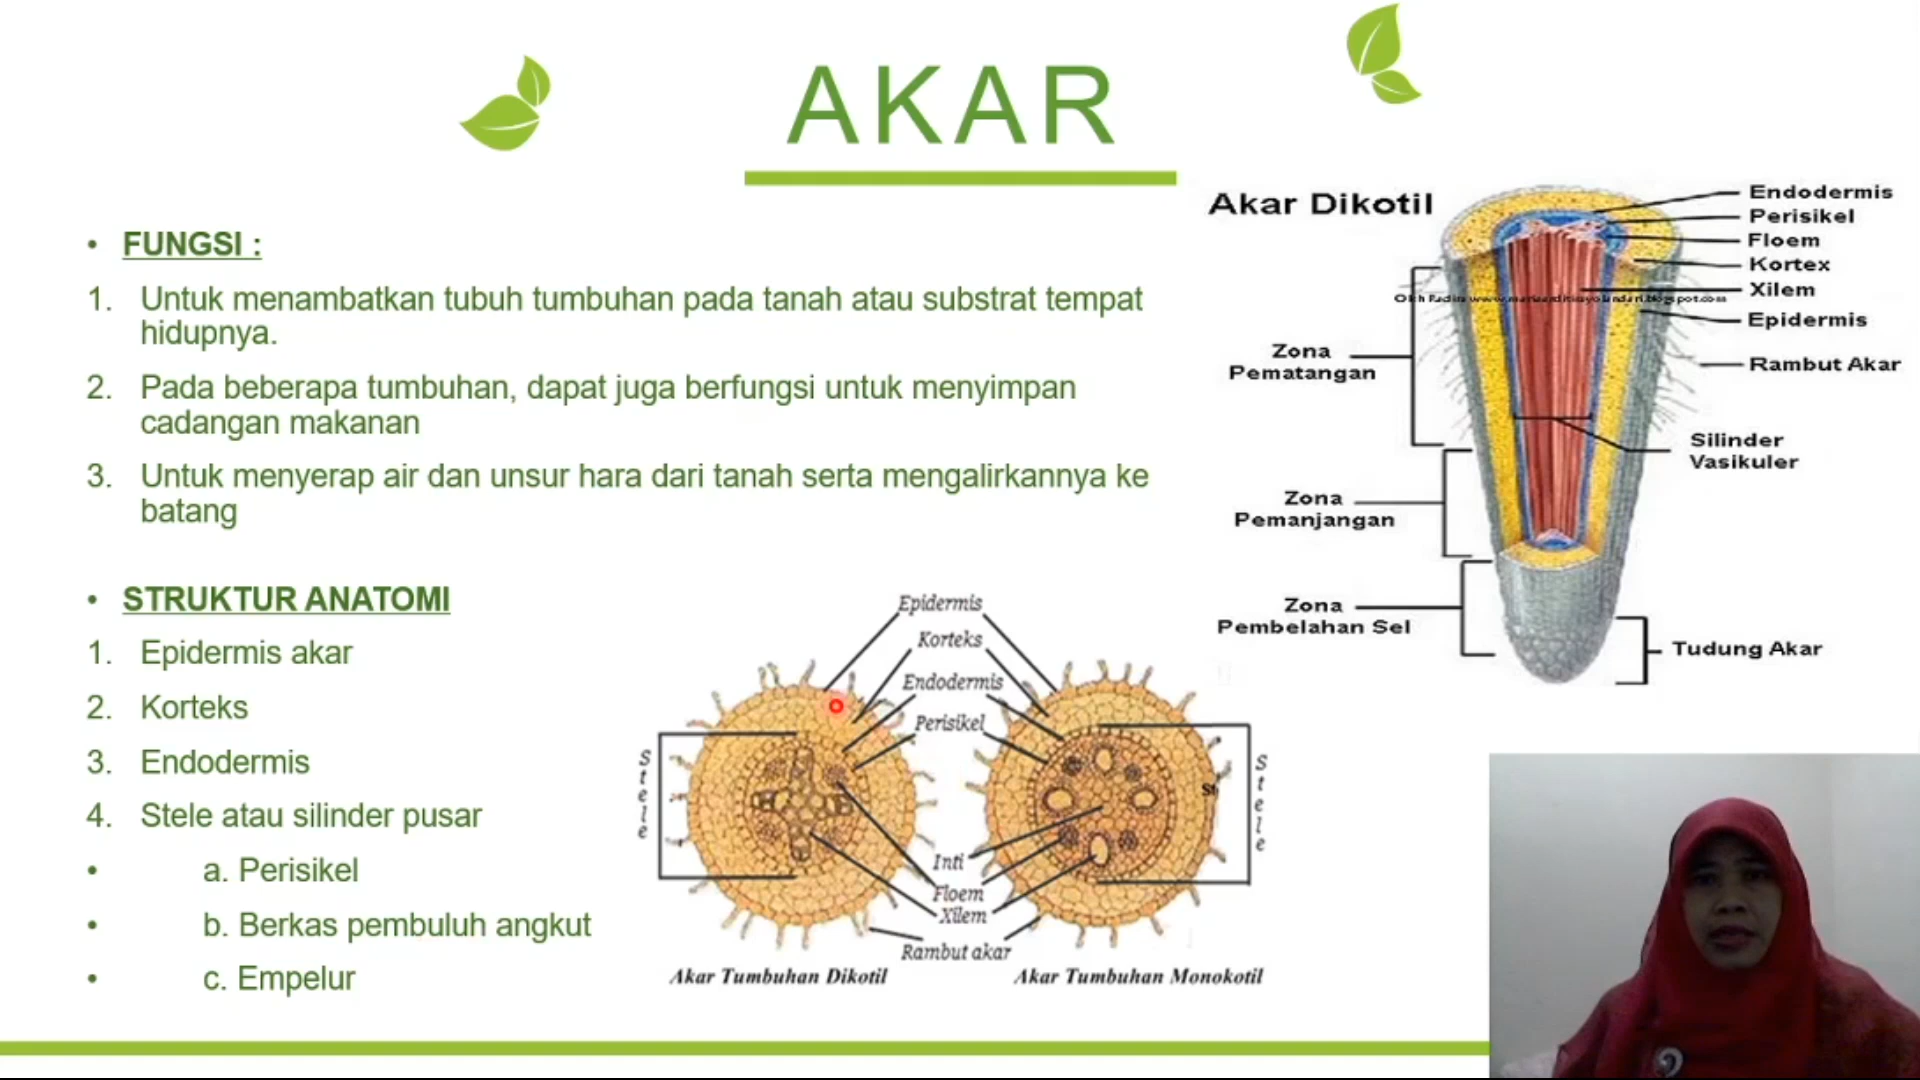 AKAR
• FUNGSI :
1. Untuk menambatkan tubuh tumbuhan pada tanah atau substrat tempat
hidupnya.
2. Pada beberapa tumbuhan, dapat juga berfungsi untuk menyimpan
cadangan makanan
3. Untuk menyerap air dan unsur hara dari tanah serta mengalirkannya ke
batang
• STRUKTUR ANATOMI
1. Epidermis akar
2. Korteks
3. Endodermis
4. Stele atau silinder pusar
• a. Perisikel
• b. Berkas pembuluh angkut
• c. Empelur
Epidermis
Korteks
Endodermis
Perisikel
Stele
Stele
St
Inti
Floem
Xilem
Rambut akar
Akar Tumbuhan Dikotil
Akar Tumbuhan Monokotil
Akar Dikotil
Endodermis
Perisikel
Floem
Kortex
Xilem
Epidermis
Rambut Akar
Silinder
Vasikuler
Zona
Pematangan
Zona
Pemanjangan
Zona
Pembelahan Sel
Tudung Akar